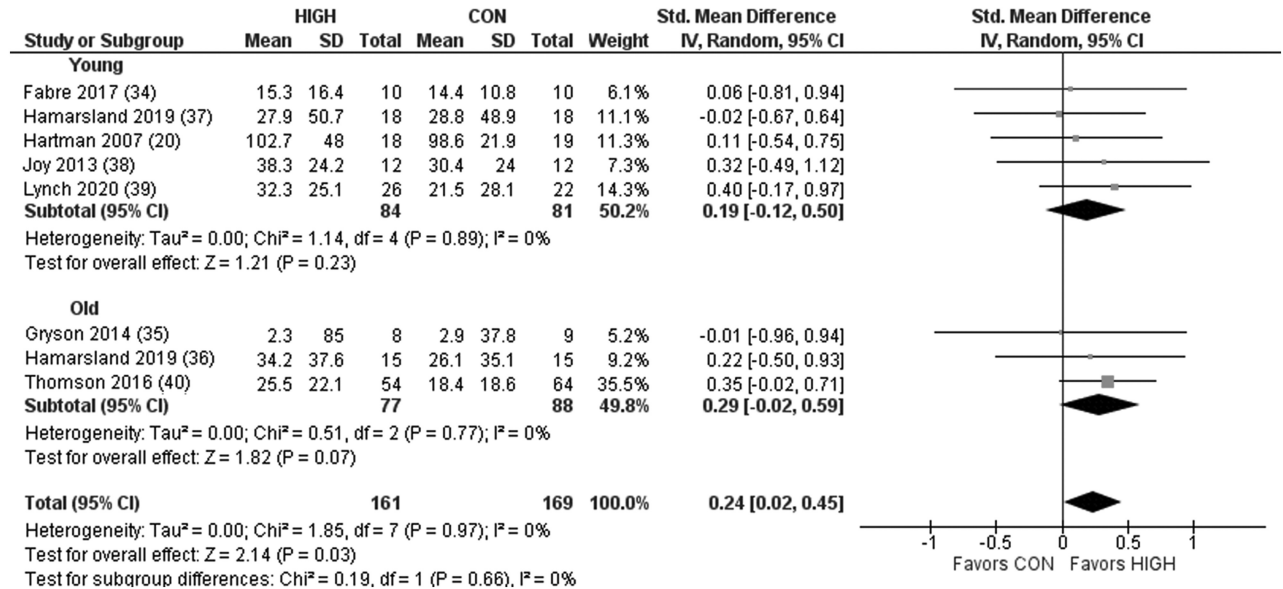 HIGH CON Std. Mean Difference Std. Mean Difference
Study or Subgroup Mean SD Total Mean SD Total Weight IV, Random, 95% CI IV, Random, 95% CI
Young
Fabre 2017 (34) 15.3 16.4 10 14.4 10.8 10 6.1% 0.06 [-0.81, 0.94]
Hamarsland 2019 (37) 27.9 50.7 18 28.8 48.9 18 11.1% -0.02 [-0.67, 0.64]
Hartman 2007 (20) 102.7 48 18 98.6 21.9 19 11.3% 0.11 [-0.54, 0.75]
Joy 2013 (38) 38.3 24.2 12 30.4 24 12 7.3% 0.32 [-0.49, 1.12]
Lynch 2020 (39) 32.3 25.1 26 21.5 28.1 22 14.3% 0.40 [-0.17, 0.97]
Subtotal (95% CI) 84 81 50.2% 0.19 [-0.12, 0.50]
Heterogeneity: Tau² = 0.00; Chi² = 1.14, df = 4 (P = 0.89); I² = 0%
Test for overall effect: Z = 1.21 (P = 0.23)
Old
Gryson 2014 (35) 2.3 85 8 2.9 37.8 9 5.2% -0.01 [-0.96, 0.94]
Hamarsland 2019 (36) 34.2 37.6 15 26.1 35.1 15 9.2% 0.22 [-0.50, 0.93]
Thomson 2016 (40) 25.5 22.1 54 18.4 18.6 64 35.5% 0.35 [-0.02, 0.71]
Subtotal (95% CI) 77 88 49.8% 0.29 [-0.02, 0.59]
Heterogeneity: Tau² = 0.00; Chi² = 0.51, df = 2 (P = 0.77); I² = 0%
Test for overall effect: Z = 1.82 (P = 0.07)
Total (95% CI) 161 169 100.0% 0.24 [0.02, 0.45]
Heterogeneity: Tau² = 0.00; Chi² = 1.85, df = 7 (P = 0.97); I² = 0%
Test for overall effect: Z = 2.14 (P = 0.03)
Test for subgroup differences: Chi² = 0.19, df = 1 (P = 0.66), I² = 0%
-1 -0.5 0 0.5 1
Favors CON Favors HIGH